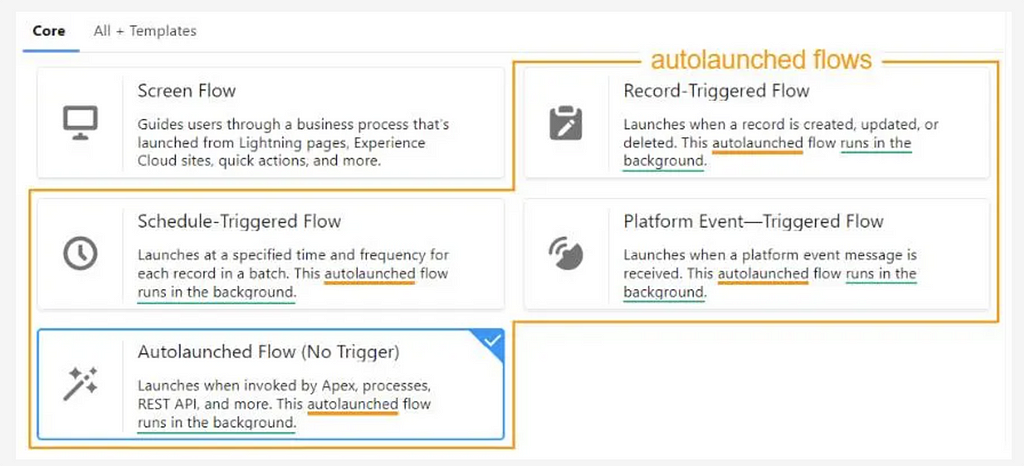 Core
All + Templates
autolaunched flows
Screen Flow
Guides users through a business process that's
launched from Lightning pages, Experience
Cloud sites, quick actions, and more.
Record-Triggered Flow
Launches when a record is created, updated, or
deleted. This autolaunched flow runs in the
background.
Schedule-Triggered Flow
Launches at a specified time and frequency for
each record in a batch. This autolaunched flow
runs in the background.
Platform Event—Triggered Flow
Launches when a platform event message is
received. This autolaunched flow runs in the
background.
Autolaunched Flow (No Trigger)
Launches when invoked by Apex, processes,
REST API, and more. This autolaunched flow
runs in the background.